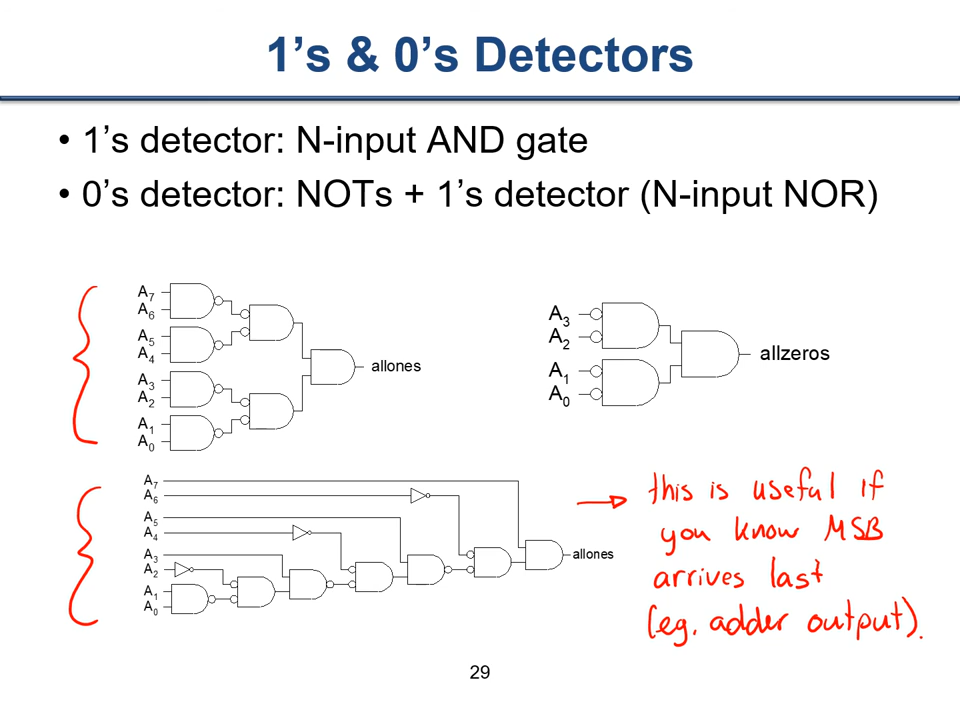 1’s & 0’s Detectors
• 1’s detector: N-input AND gate
• 0’s detector: NOTs + 1’s detector (N-input NOR)
A7
A6
A5
A4
A3
A2
A1
A0
allones
A3
A2
A1
A0
allzeros
A7
A6
A5
A4
A3
A2
A1
A0
allones
this is useful if
you know MSB
arrives last
(eg. adder output).
29